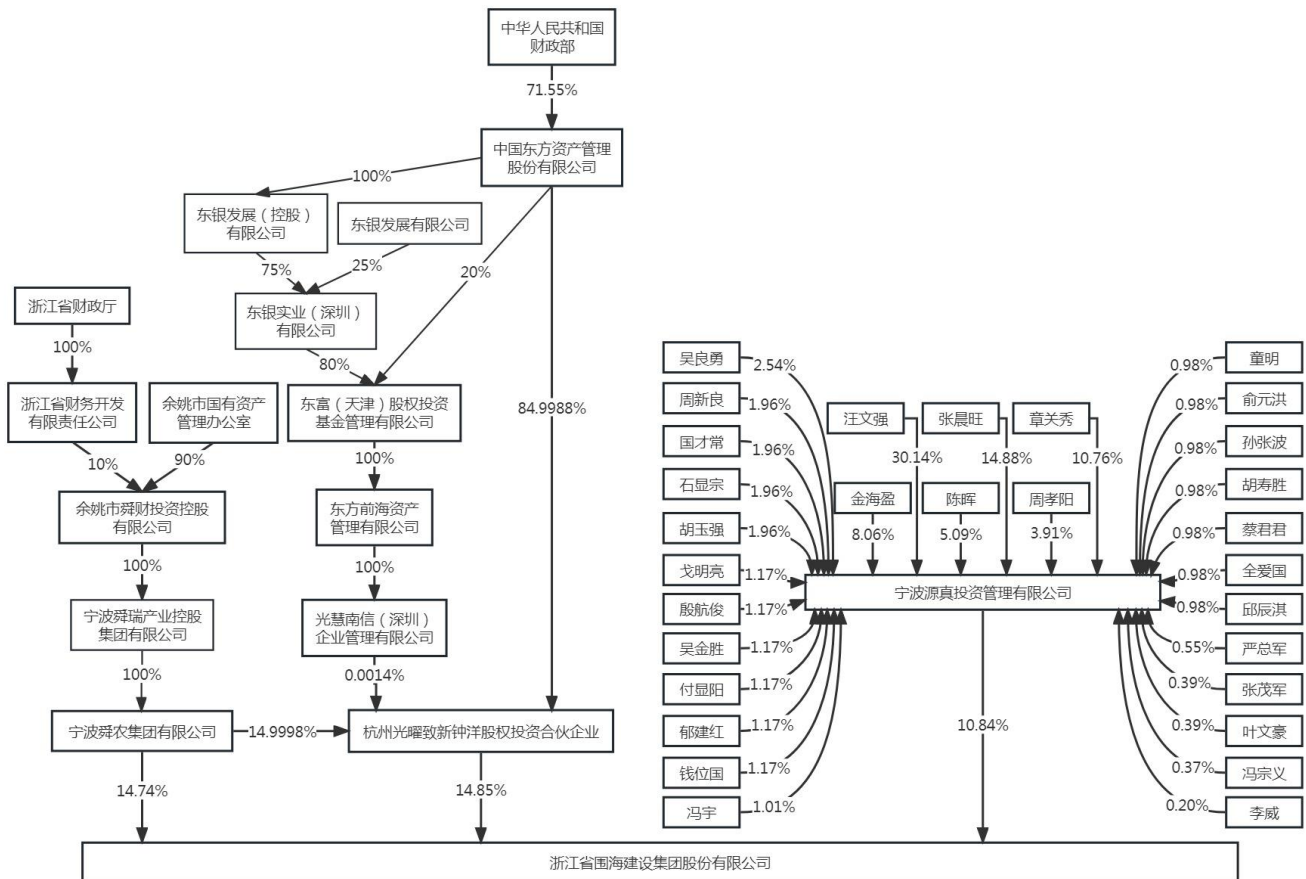 中华人民共和国
财政部
71.55%
中国东方资产管理
股份有限公司
100%
东银发展（控股）
有限公司
东银发展有限公司
75%
25%
20%
浙江省财政厅
东银实业（深圳）
有限公司
100%
80%
浙江省财务开发
有限责任公司
余姚市国有资产
管理办公室
东富（天津）股权投资
基金管理有限公司
84.9988%
10%
90%
100%
余姚市舜财投资控股
有限公司
东方前海资产
管理有限公司
100%
100%
宁波舜瑞产业控股
集团有限公司
光慧南信（深圳）
企业管理有限公司
100%
0.0014%
宁波舜农集团有限公司
14.9998%
杭州光曜致新钟洋股权投资合伙企业
14.74%
14.85%
吴良勇
2.54%
周新良
1.96%
国才常
1.96%
石显宗
1.96%
胡玉强
1.96%
戈明亮
1.17%
殷航俊
1.17%
吴金胜
1.17%
付显阳
1.17%
郁建红
1.17%
钱位国
1.17%
冯宇
1.01%
汪文强
张晨旺
章关秀
30.14%
14.88%
10.76%
金海盈
陈晖
周孝阳
8.06%
5.09%
3.91%
宁波源真投资管理有限公司
10.84%
0.98%
童明
0.98%
俞元洪
0.98%
孙张波
0.98%
胡寿胜
0.98%
蔡君君
0.98%
全爱国
0.98%
邱辰淇
0.55%
严总军
0.39%
张茂军
0.39%
叶文豪
0.37%
冯宗义
0.20%
李威
浙江省围海建设集团股份有限公司